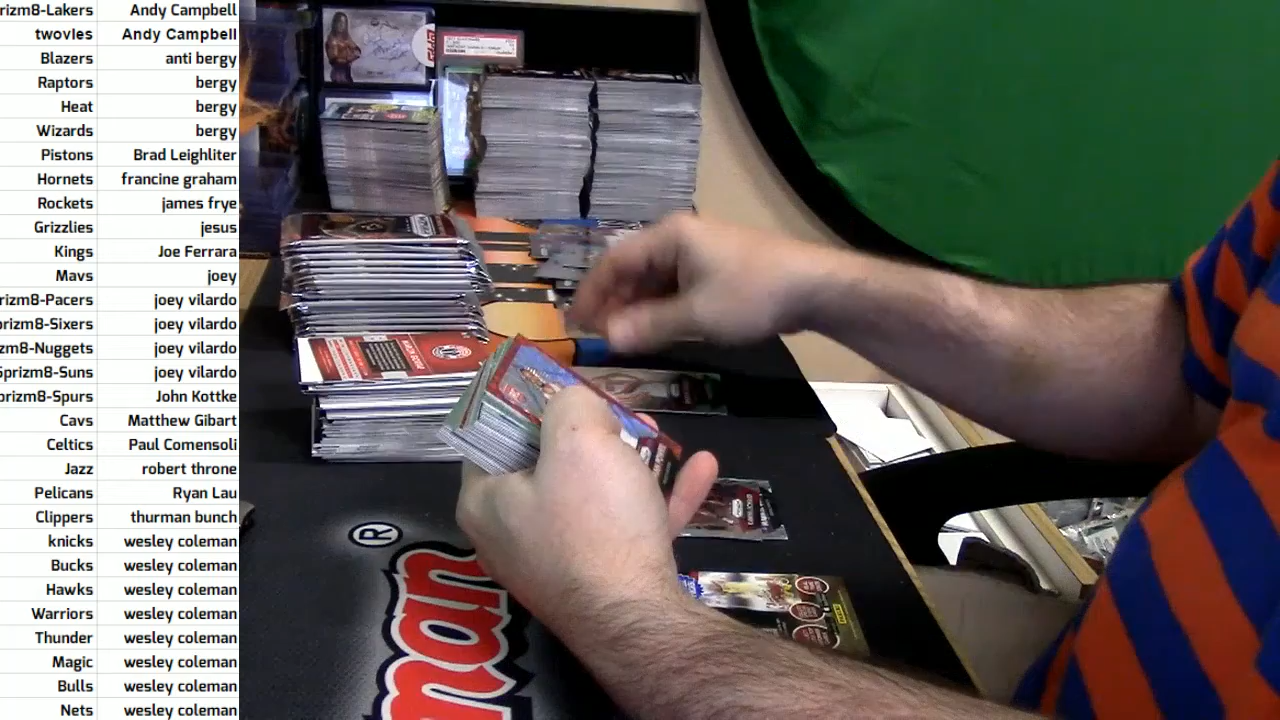 rizm8-Lakers Andy Campbell
twovles Andy Campbell
Blazers anti bergy
Raptors bergy
Heat bergy
Wizards bergy
Pistons Brad Leighliter
Hornets francine graham
Rockets james frye
Grizzlies jesus
Kings Joe Ferrara
Mavs joey
rizm8-Pacers joey vilardo
prizm8-Sixers joey vilardo
zm8-Nuggets joey vilardo
Sprizm8-Suns joey vilardo
prizm8-Spurs John Kottke
Cavs Matthew Gibart
Celtics Paul Comensoli
Jazz robert throne
Pelicans Ryan Lau
Clippers thurman bunch
knicks wesley coleman
Bucks wesley coleman
Hawks wesley coleman
Warriors wesley coleman
Thunder wesley coleman
Magic wesley coleman
Bulls wesley coleman
Nets wesley coleman
man ®